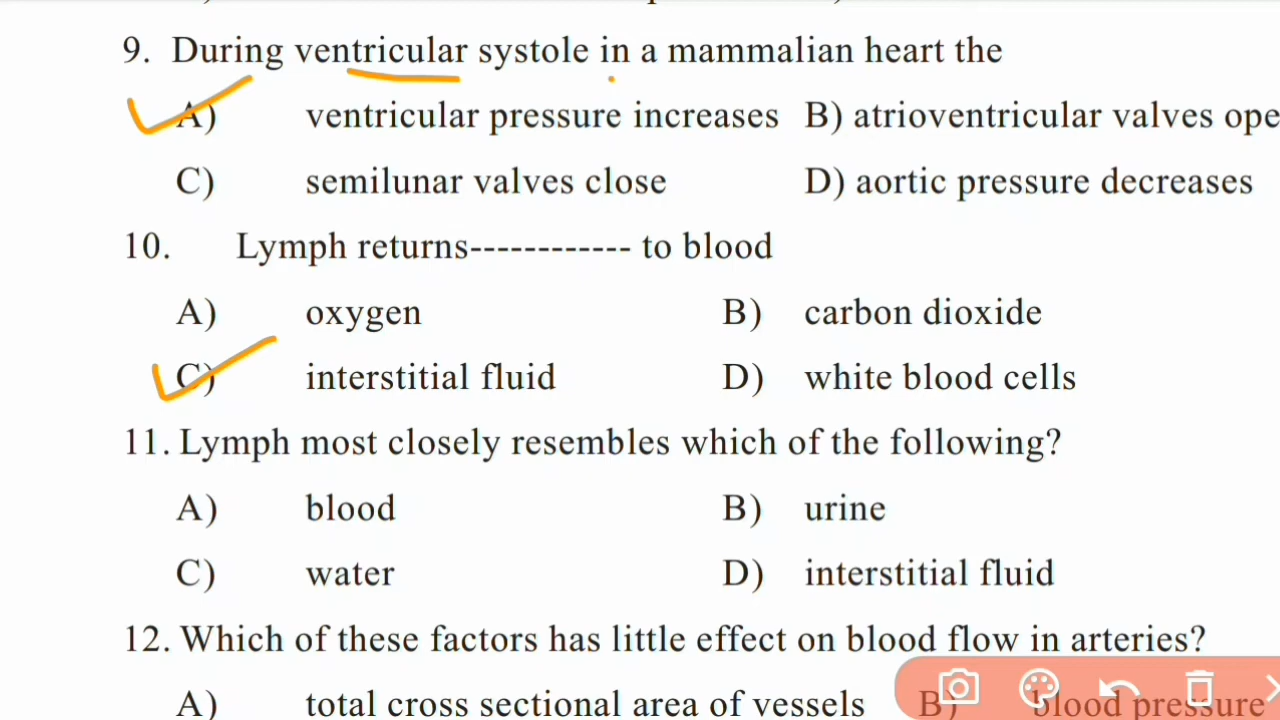 9. During ventricular systole in a mammalian heart the
A) ventricular pressure increases B) atrioventricular valves ope
C) semilunar valves close D) aortic pressure decreases
10. Lymph returns------------ to blood
A) oxygen B) carbon dioxide
C) interstitial fluid D) white blood cells
11. Lymph most closely resembles which of the following?
A) blood B) urine
C) water D) interstitial fluid
12. Which of these factors has little effect on blood flow in arteries?
A) total cross sectional area of vessels B) blood pressure